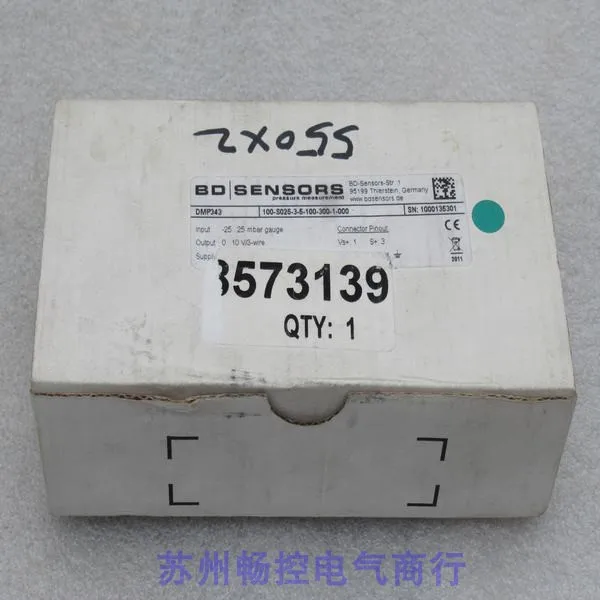 BD|SENSORS
pressure measurement
BD-Sensors-Str. 1
95199 Thierstein, Germany
www.bdsensors.de
DMP343 100-S025-3-5-100-300-1-000 SN: 1000135301
Input -25...25 mbar gauge Connector Pinout:
Output 0...10 V/3-wire Vs+: 1 S+: 3
Supply
2011
3573139
QTY: 1
苏州畅控电气商行